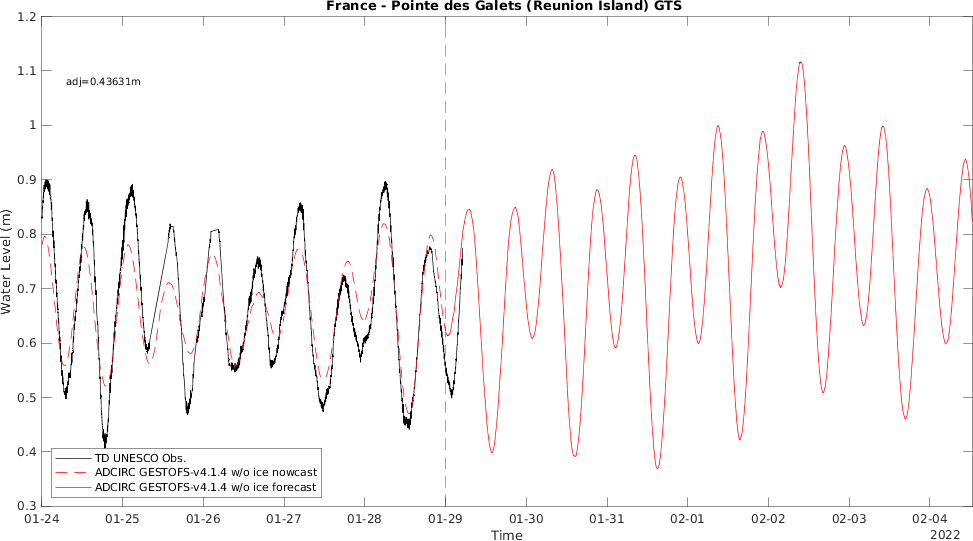 France - Pointe des Galets (Reunion Island) GTS
1.2
1.1
1
0.9
0.8
0.7
0.6
0.5
0.4
0.3
Water Level (m)
adj=0.43631m
TD UNESCO Obs.
ADCIRC GESTOFS-v4.1.4 w/o ice nowcast
ADCIRC GESTOFS-v4.1.4 w/o ice forecast
01-24 01-25 01-26 01-27 01-28 01-29 01-30 01-31 02-01 02-02 02-03 02-04
Time 2022